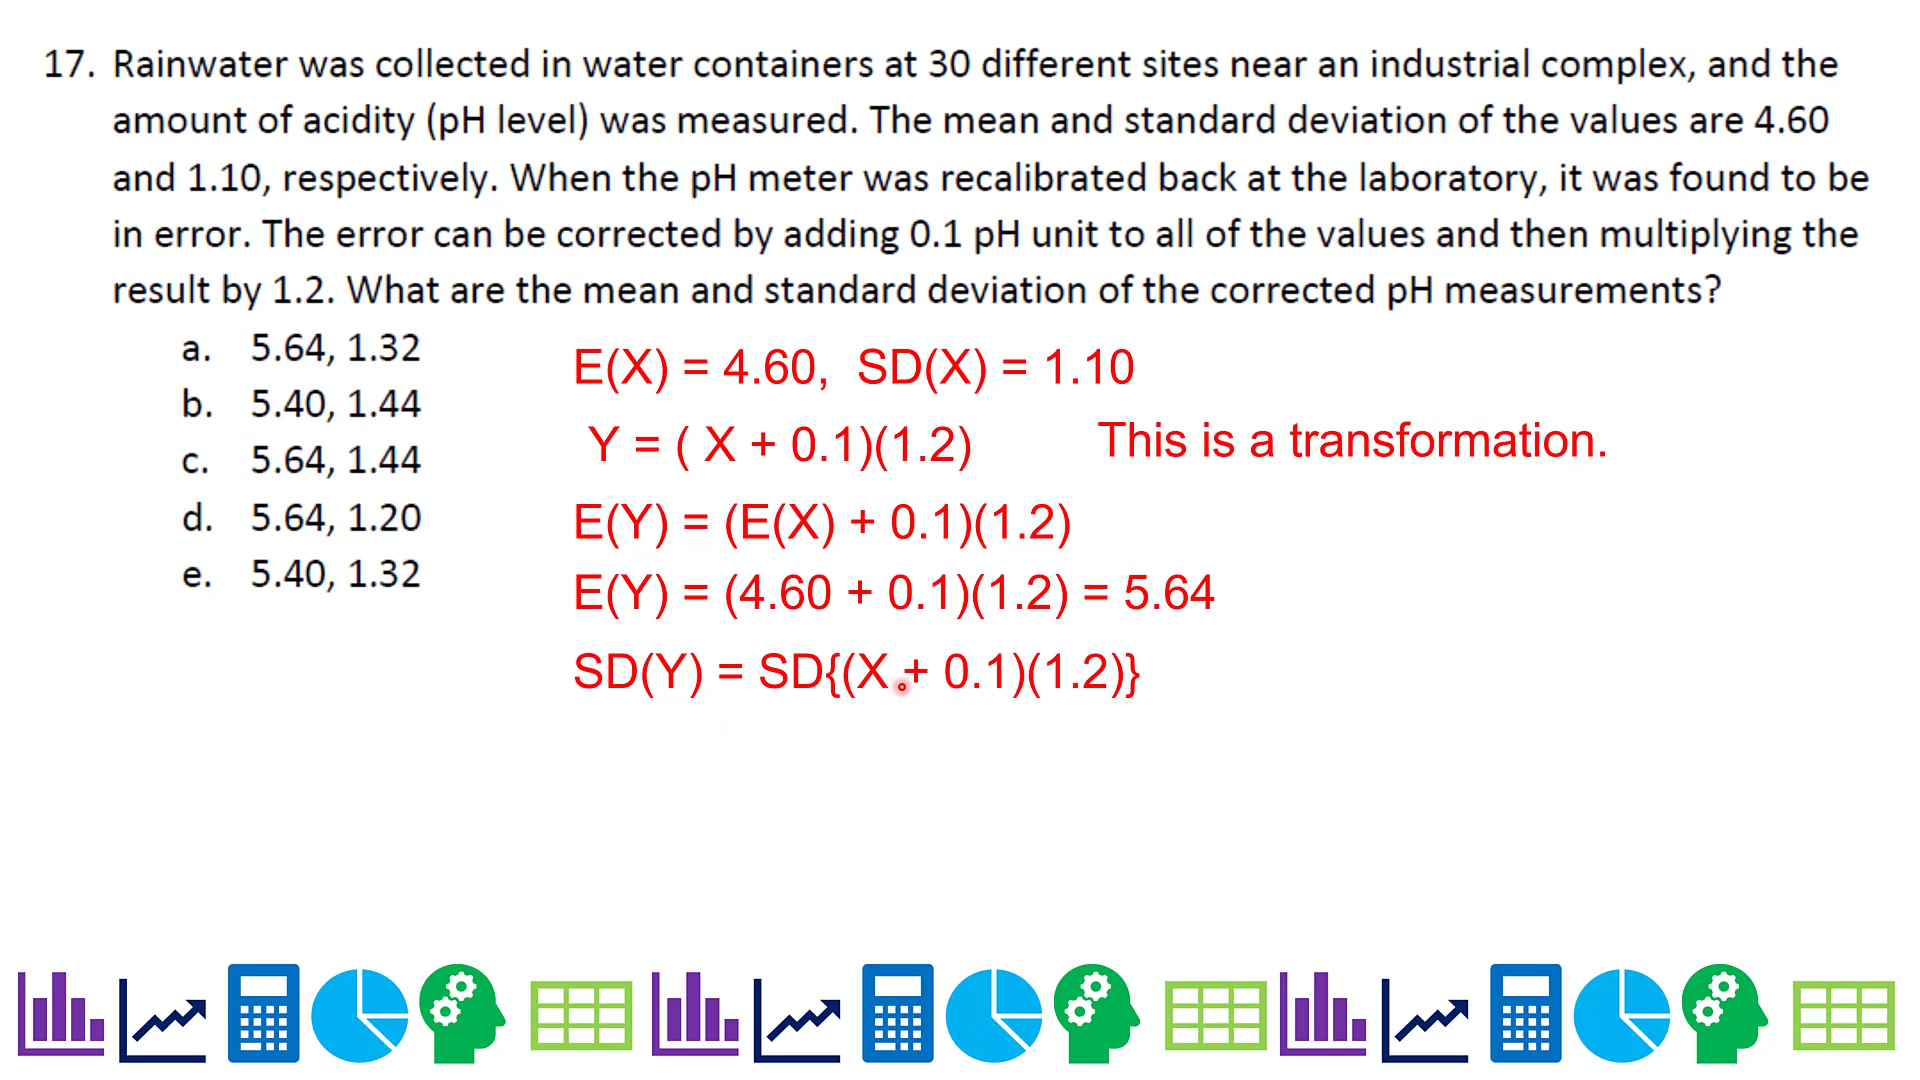 17. Rainwater was collected in water containers at 30 different sites near an industrial complex, and the
amount of acidity (pH level) was measured. The mean and standard deviation of the values are 4.60
and 1.10, respectively. When the pH meter was recalibrated back at the laboratory, it was found to be
in error. The error can be corrected by adding 0.1 pH unit to all of the values and then multiplying the
result by 1.2. What are the mean and standard deviation of the corrected pH measurements?
a. 5.64, 1.32
b. 5.40, 1.44
c. 5.64, 1.44
d. 5.64, 1.20
e. 5.40, 1.32
E(X) = 4.60, SD(X) = 1.10
Y = ( X + 0.1)(1.2) This is a transformation.
E(Y) = (E(X) + 0.1)(1.2)
E(Y) = (4.60 + 0.1)(1.2) = 5.64
SD(Y) = SD{(X + 0.1)(1.2)}